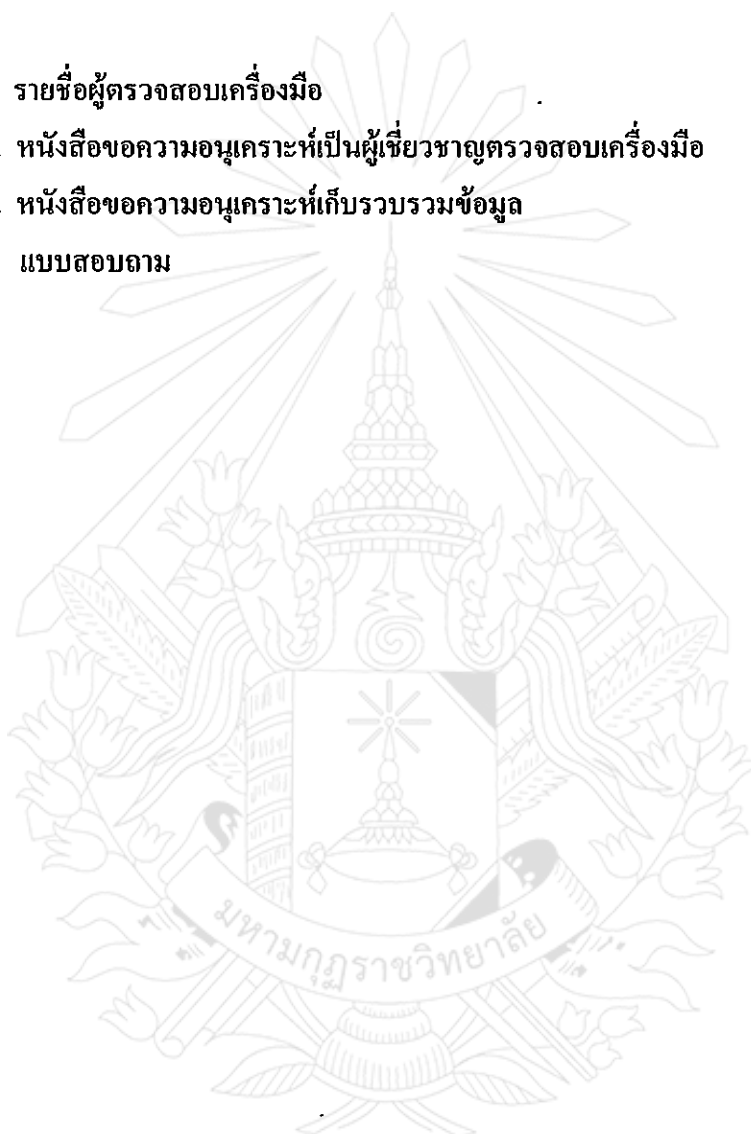 รายชื่อผู้ตรวจสอบเครื่องมือ
หนังสือขอความอนุเคราะห์เป็นผู้เชี่ยวชาญตรวจสอบเครื่องมือ
หนังสือขอความอนุเคราะห์เก็บรวบรวมข้อมูล
แบบสอบถาม
มหามกุฏราชวิทยาลัย